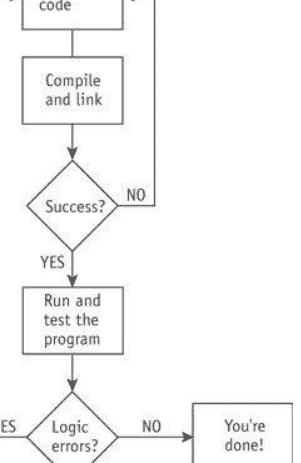 code
Compile
and link
Success?
NO
YES
Run and
test the
program
ES
Logic
errors?
NO
You're
done!